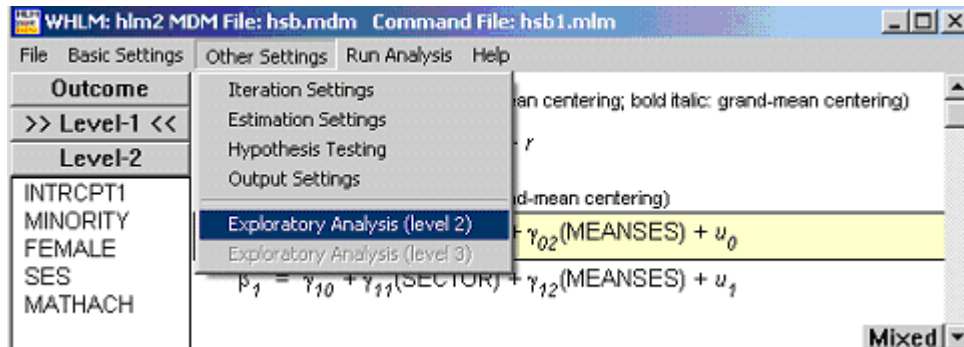 WHLM: hlm2 MDM File: hsb.mdm Command File: hsb1.mlm
File Basic Settings Other Settings Run Analysis Help
Outcome
>> Level-1 <<
Level-2
INTRCPT1
MINORITY
FEMALE
SES
MATHACH
Iteration Settings
Estimation Settings
Hypothesis Testing
Output Settings
Exploratory Analysis (level 2)
Exploratory Analysis (level 3)
centering; bold italic: grand-mean centering)
r
centering)
+ γ02(MEANSES) + u0
β1 = γ10 + γ11(SECTOR) + γ12(MEANSES) + u1
Mixed